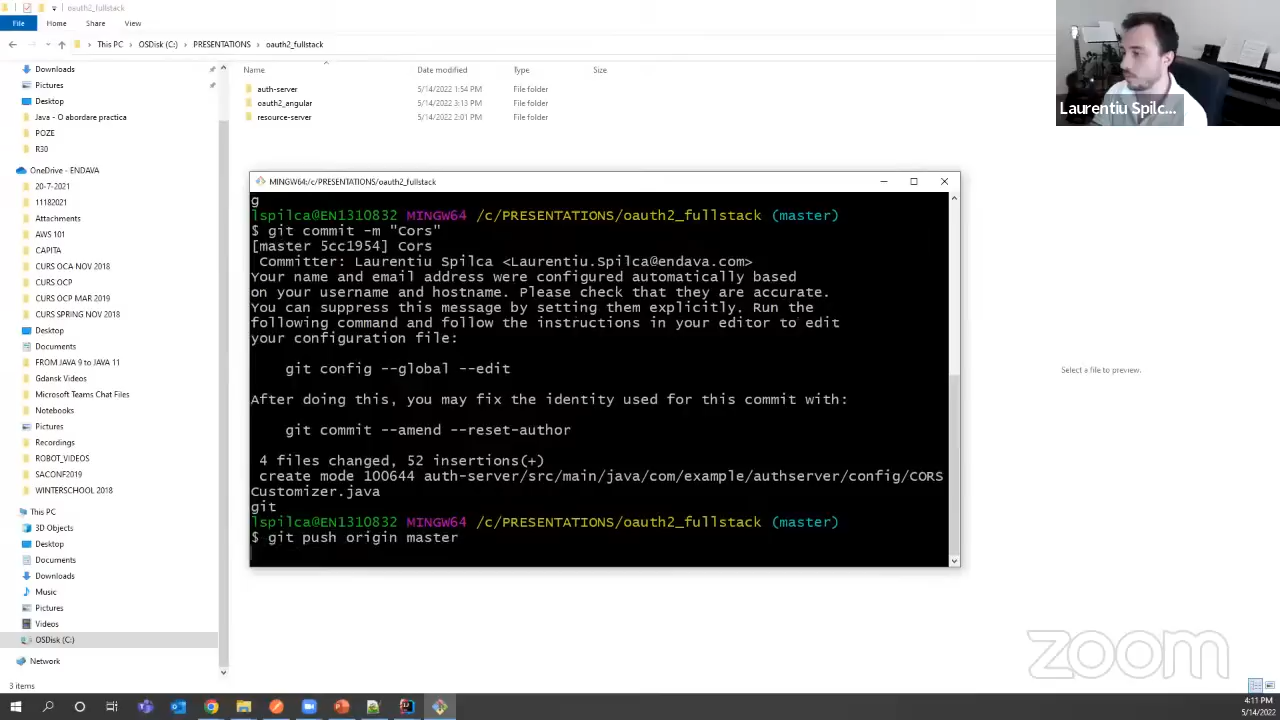 oauth2_fullstack
File Home Share View
This PC OSDisk (C:) PRESENTATIONS oauth2_fullstack
Downloads
Pictures
Desktop
Java - O abordare practica
POZE
R30
OneDrive - ENDAVA
20-7-2021
11182021
Attachments
AWS 101
CAPITA
CURS OCA NOV 2018
CURS OCP
CURS OCP MAR 2019
CURS SPRING NOV 2018
Desktop
Documents
FROM JAVA 9 to JAVA 11
Gdansk Videos
Microsoft Teams Chat Files
Notebooks
Pictures
Recordings
ROBOT_VIDEOS
SACONF2019
WINTERSCHOOL 2018
This PC
3D Objects
Desktop
Documents
Downloads
Music
Pictures
Videos
OSDisk (C:)
Network
3 items
Name Date modified Type Size
auth-server 5/14/2022 1:54 PM File folder
oauth2_angular 5/14/2022 3:13 PM File folder
resource-server 5/14/2022 2:01 PM File folder
MINGW64:/c/PRESENTATIONS/oauth2_fullstack
g
lspilca@EN1310832 MINGW64 /c/PRESENTATIONS/oauth2_fullstack (master)
$ git commit -m "Cors"
[master 5cc1954] Cors
Committer: Laurentiu Spilca <Laurentiu.Spilca@endava.com>
Your name and email address were configured automatically based
on your username and hostname. Please check that they are accurate.
You can suppress this message by setting them explicitly. Run the
following command and follow the instructions in your editor to edit
your configuration file:
git config --global --edit
After doing this, you may fix the identity used for this commit with:
git commit --amend --reset-author
4 files changed, 52 insertions(+)
create mode 100644 auth-server/src/main/java/com/example/authserver/config/CORS
Customizer.java
git
lspilca@EN1310832 MINGW64 /c/PRESENTATIONS/oauth2_fullstack (master)
$ git push origin master
Select a file to preview.
Laurentiu Spilc...
zoom
4:11 PM
5/14/2022